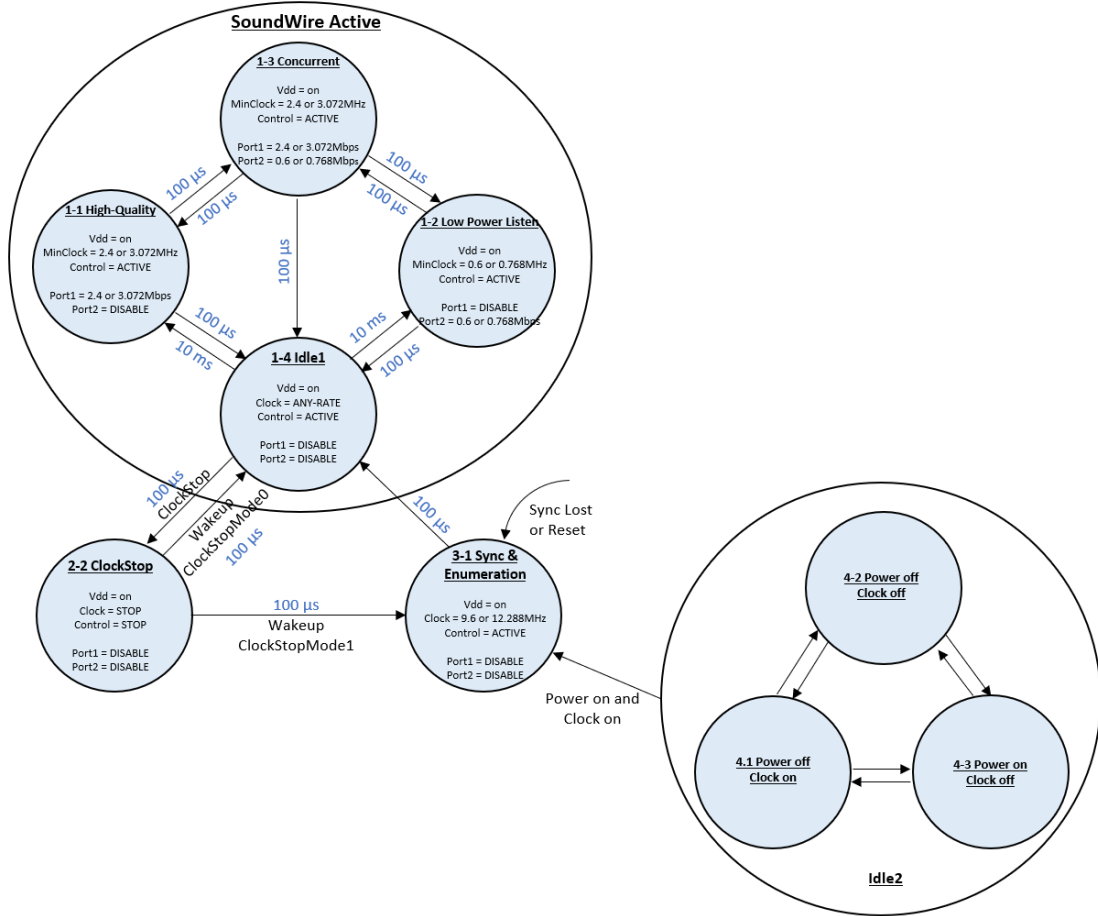 SoundWire Active
1-3 Concurrent
Vdd = on
MinClock = 2.4 or 3.072MHz
Control = ACTIVE
Port1 = 2.4 or 3.072Mbps
Port2 = 0.6 or 0.768Mbps
100 µs
100 µs
100 µs
100 µs
1-1 High-Quality
Vdd = on
MinClock = 2.4 or 3.072MHz
Control = ACTIVE
Port1 = 2.4 or 3.072Mbps
Port2 = DISABLE
1-2 Low Power Listen
Vdd = on
MinClock = 0.6 or 0.768MHz
Control = ACTIVE
Port1 = DISABLE
Port2 = 0.6 or 0.768Mbps
100 µs
100 µs
10 ms
10 ms
100 µs
1-4 Idle1
Vdd = on
Clock = ANY-RATE
Control = ACTIVE
Port1 = DISABLE
Port2 = DISABLE
100 µs
ClockStop
Wakeup
ClockStopMode0
100 µs
100 µs
Sync Lost
or Reset
2-2 ClockStop
Vdd = on
Clock = STOP
Control = STOP
Port1 = DISABLE
Port2 = DISABLE
100 µs
Wakeup
ClockStopMode1
3-1 Sync &
Enumeration
Vdd = on
Clock = 9.6 or 12.288MHz
Control = ACTIVE
Port1 = DISABLE
Port2 = DISABLE
Power on and
Clock on
4-2 Power off
Clock off
4.1 Power off
Clock on
4-3 Power on
Clock off
Idle2